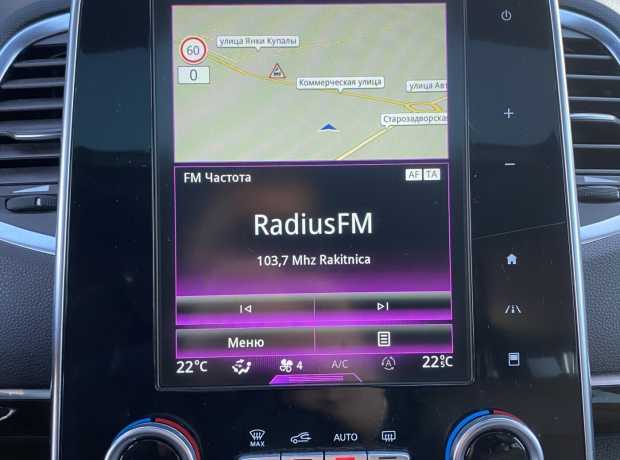 60
улица Янки Купалы
0
Коммерческая улица
улица Авт
Старозадворская
FM Частота
AF TA
RadiusFM
103,7 Mhz Rakitnica
Меню
22°C
4
A/C
A
22°C
MAX
AUTO